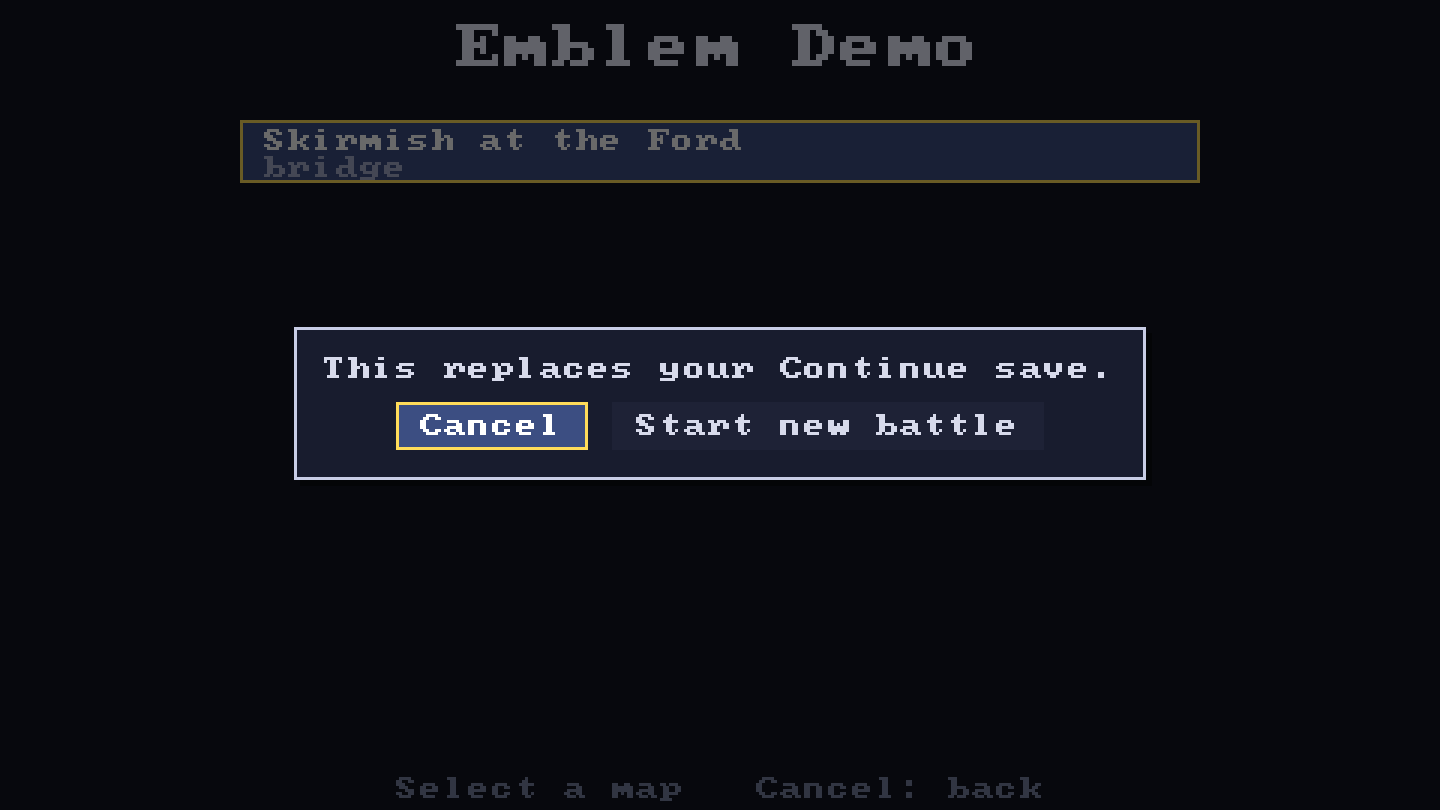 Emblem Demo
Skirmish at the Ford
bridge
This replaces your Continue save.
Cancel Start new battle
Select a map Cancel: back